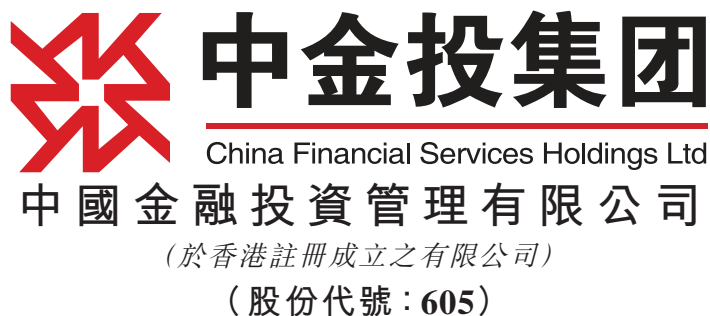 中金投集团
China Financial Services Holdings Ltd
中國金融投資管理有限公司
(於香港註冊成立之有限公司)
(股份代號：605)